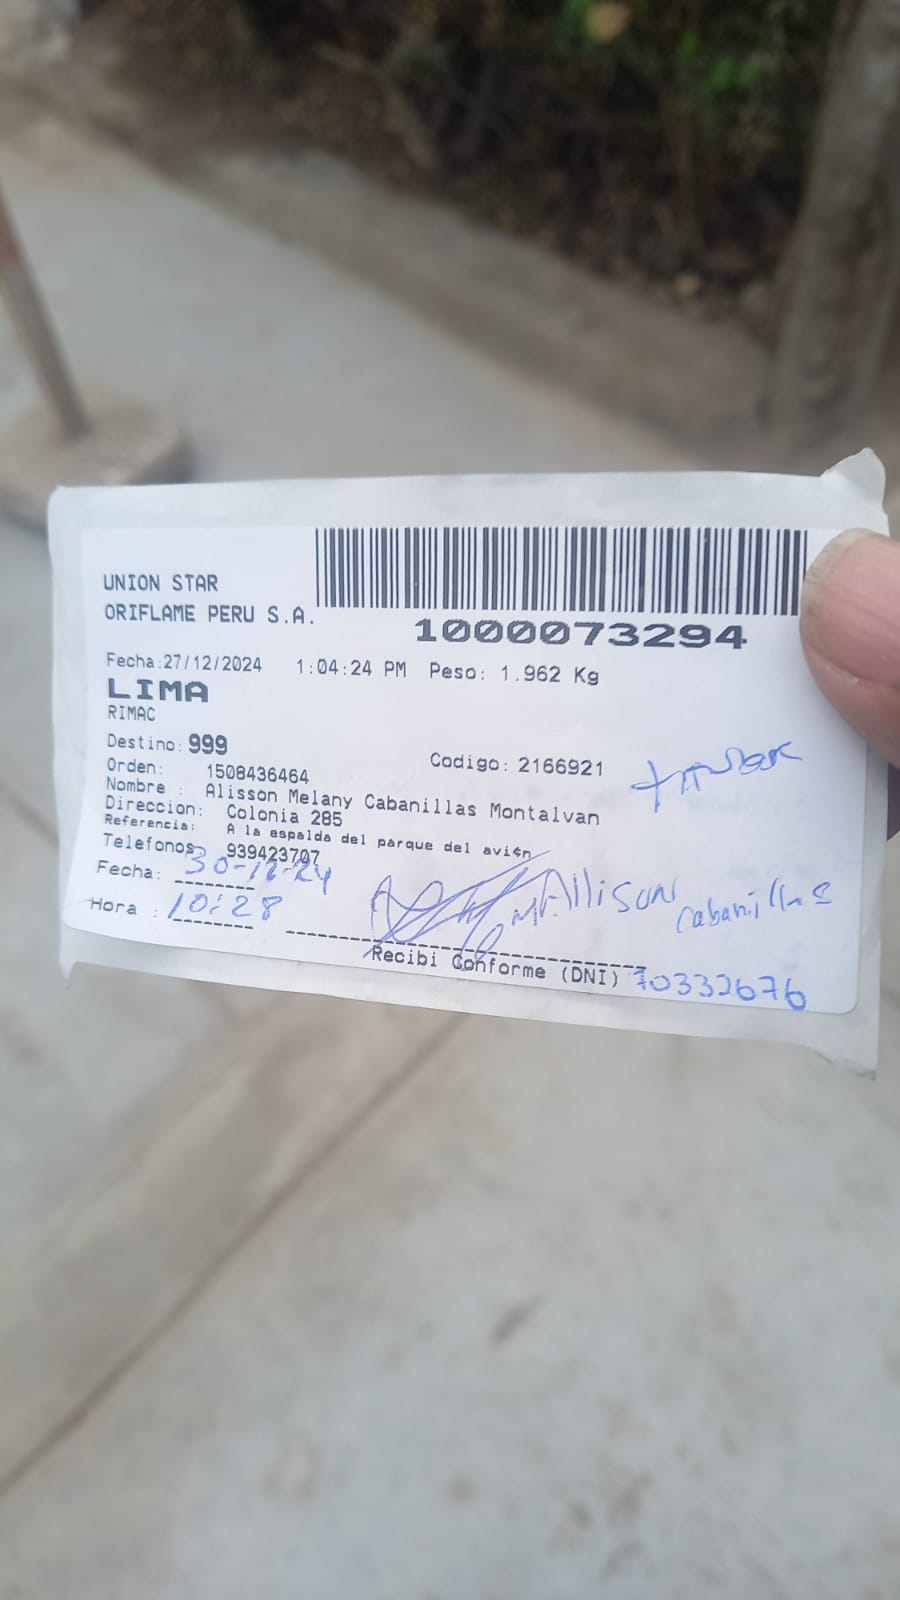 UNION STAR
ORIFLAME PERU S.A.
1000073294
Fecha:27/12/2024 1:04:24 PM Peso: 1.962 Kg
LIMA
RIMAC
Destino: 999
Codigo: 2166921
Orden: 1508436464
Nombre : Alisson Melany Cabanillas Montalvan
Direccion: Colonia 285
Referencia: A la espalda del parque del avi¢n
Telefonos 939423707
Fecha: 30-12-24
Allison Cabanillas
Hora : 10:28
Recibi Conforme (DNI) 70332676